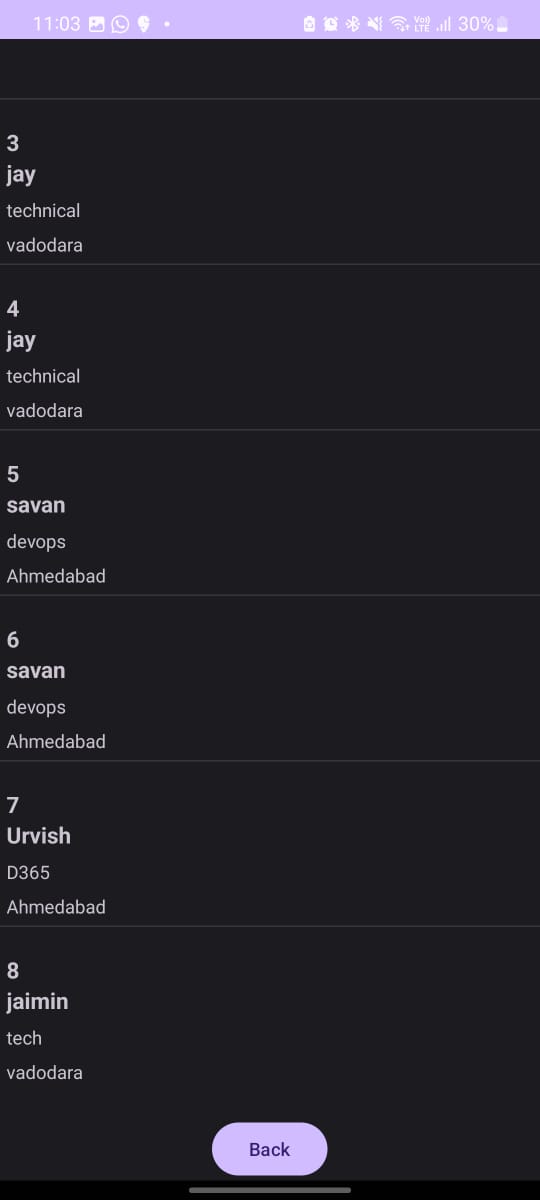 11:03 Vo)) LTE 30%
3
jay
technical
vadodara
4
jay
technical
vadodara
5
savan
devops
Ahmedabad
6
savan
devops
Ahmedabad
7
Urvish
D365
Ahmedabad
8
jaimin
tech
vadodara
Back